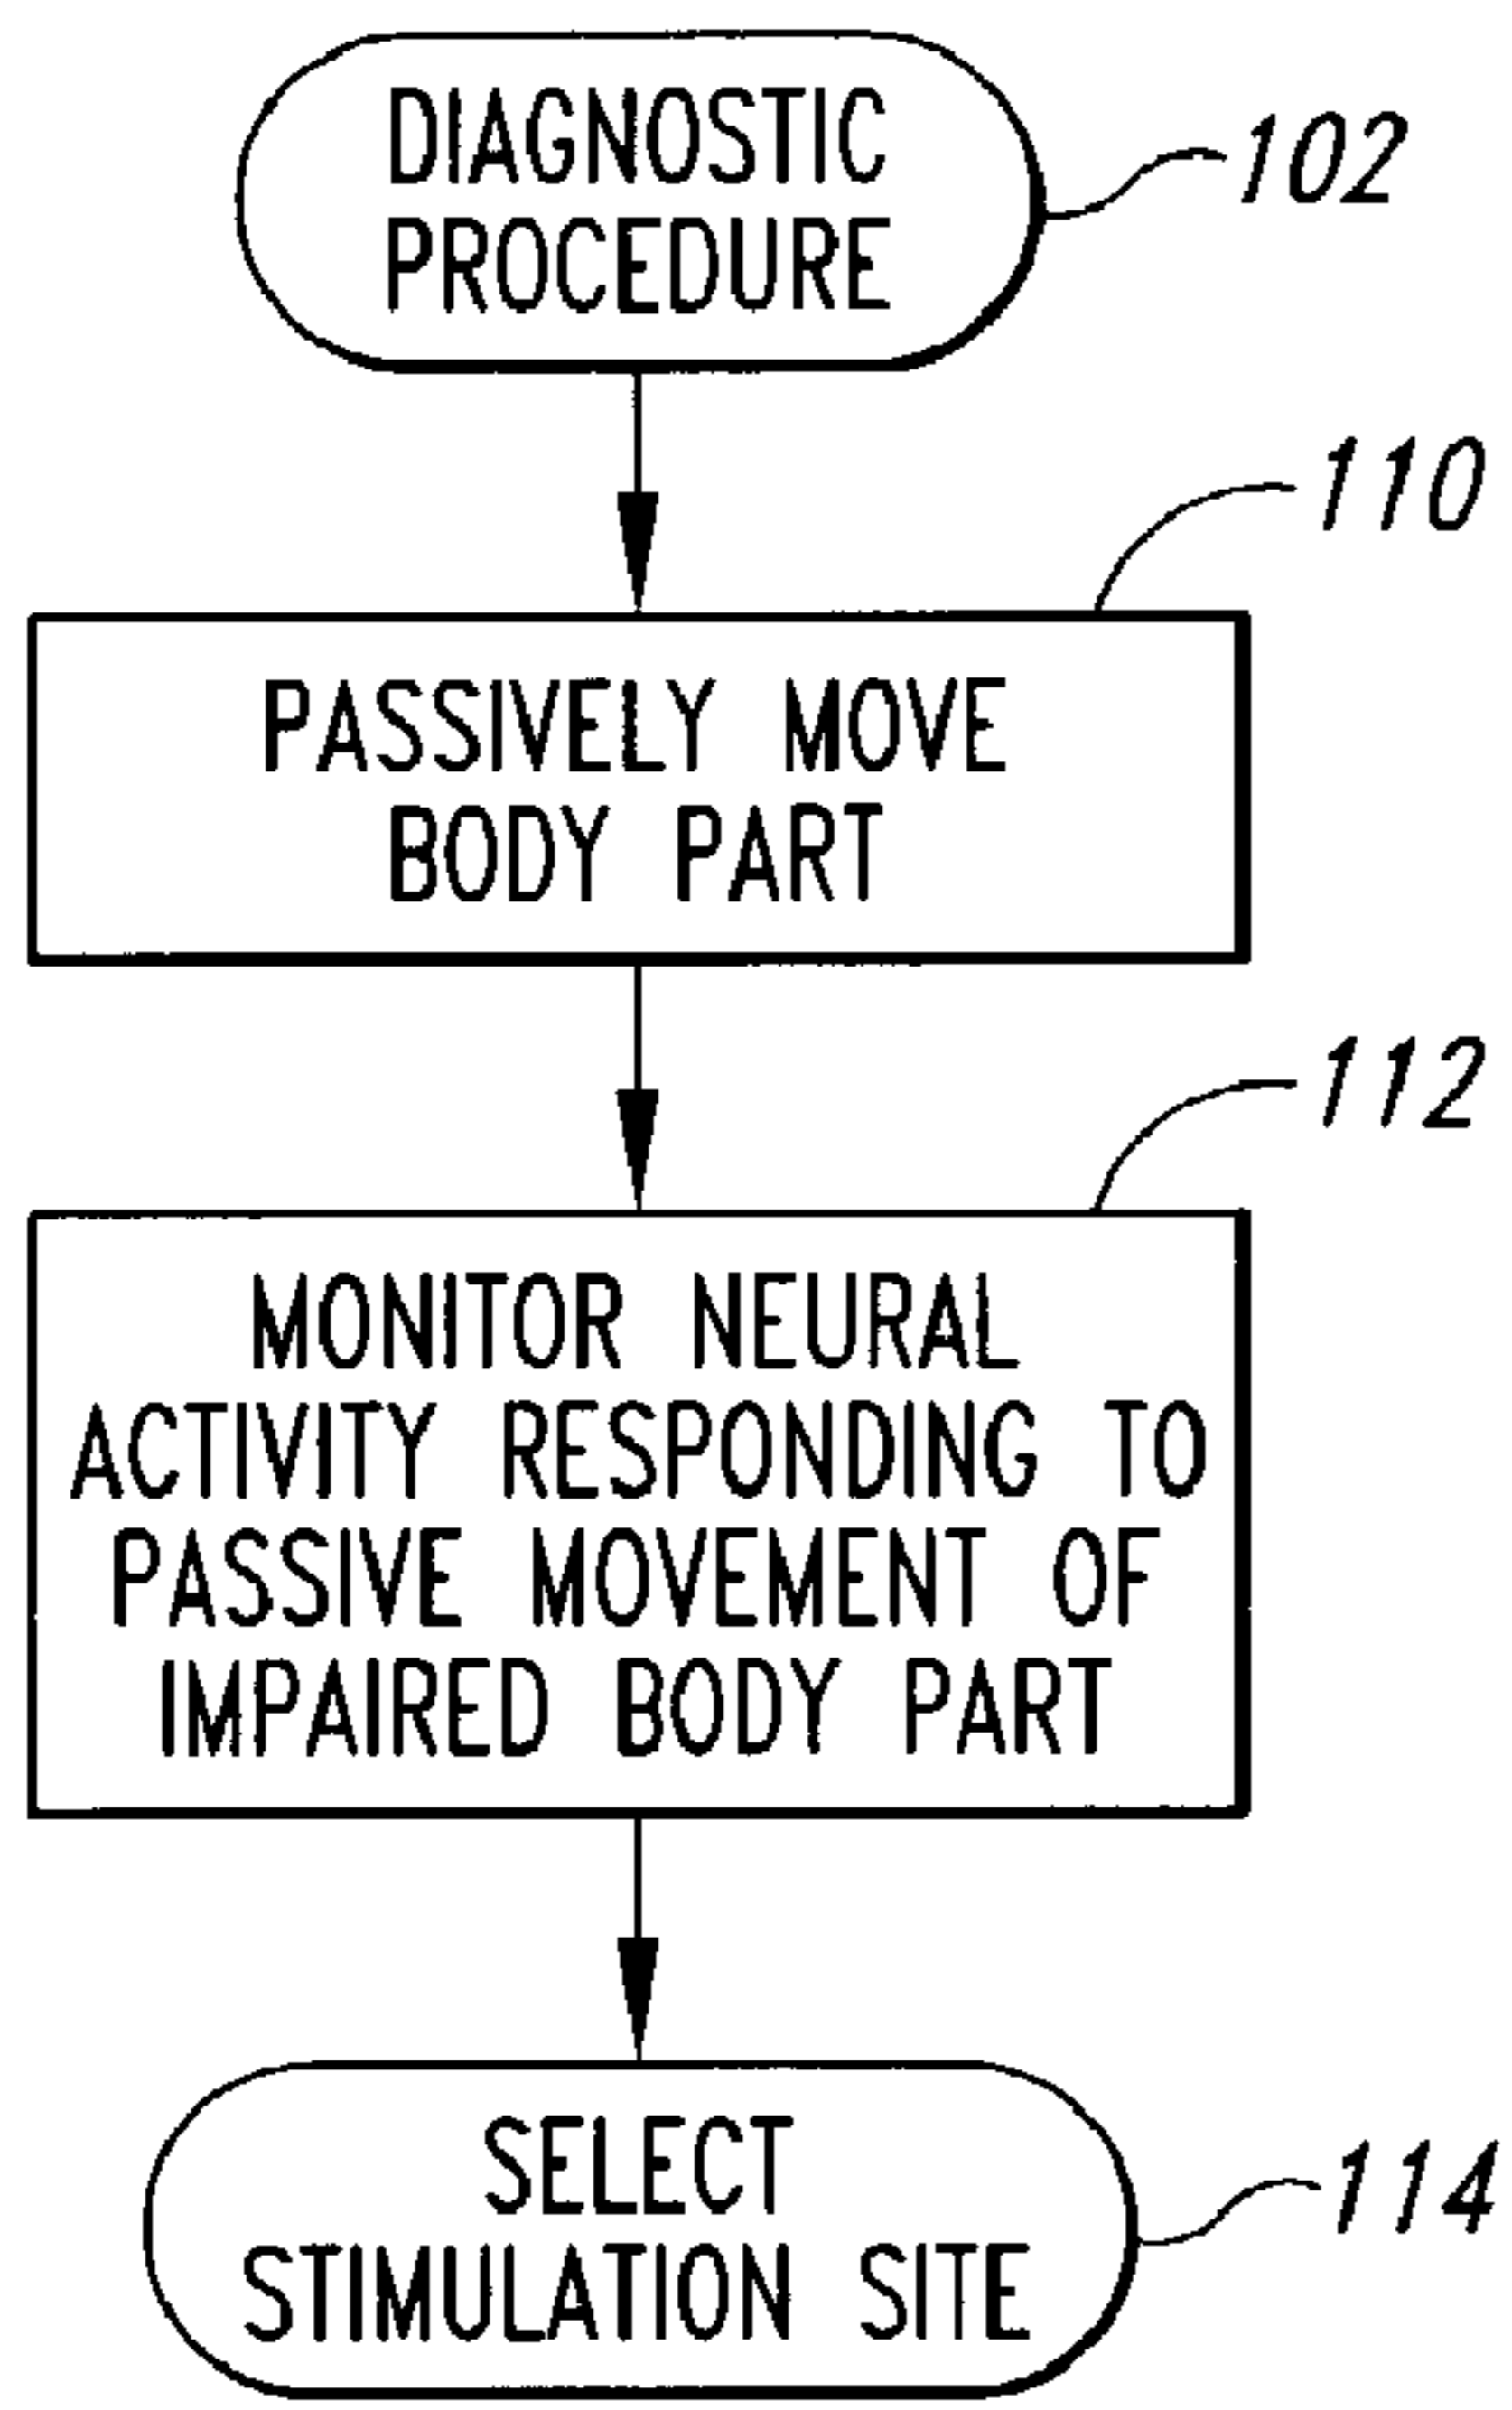 DIAGNOSTIC
PROCEDURE
102
110
PASSIVELY MOVE
BODY PART
112
MONITOR NEURAL
ACTIVITY RESPONDING TO
PASSIVE MOVEMENT OF
IMPAIRED BODY PART
SELECT
STIMULATION SITE
114